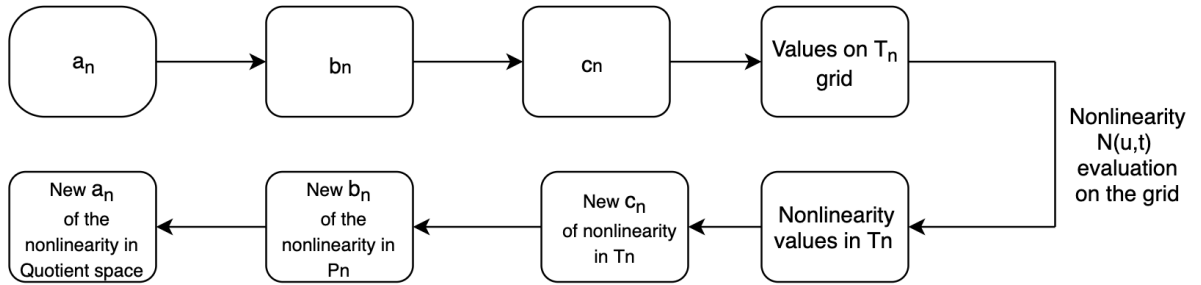 an
bn
cn
Values on Tn
grid
Nonlinearity
N(u,t)
evaluation
on the grid
New an
of the
nonlinearity in
Quotient space
New bn
of the
nonlinearity in
Pn
New cn
of nonlinearity
in Tn
Nonlinearity
values in Tn